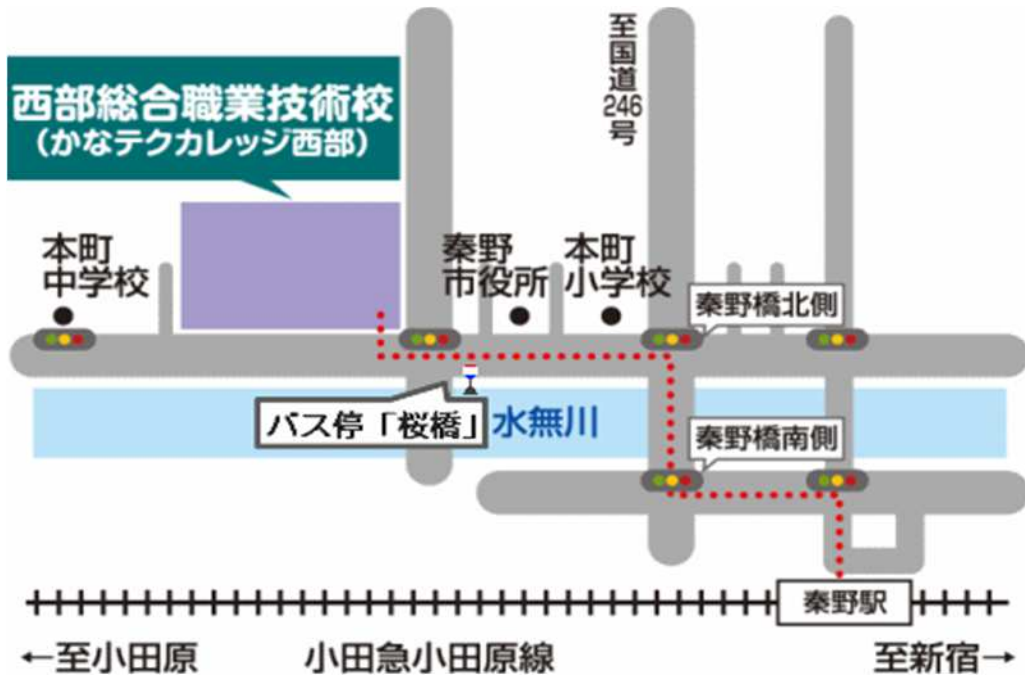 西部総合職業技術校
(かなテクカレッジ西部)
至国道246号
本町
中学校
秦野
市役所
本町
小学校
秦野橋北側
バス停「桜橋」
水無川
秦野橋南側
秦野駅
←至小田原
小田急小田原線
至新宿→